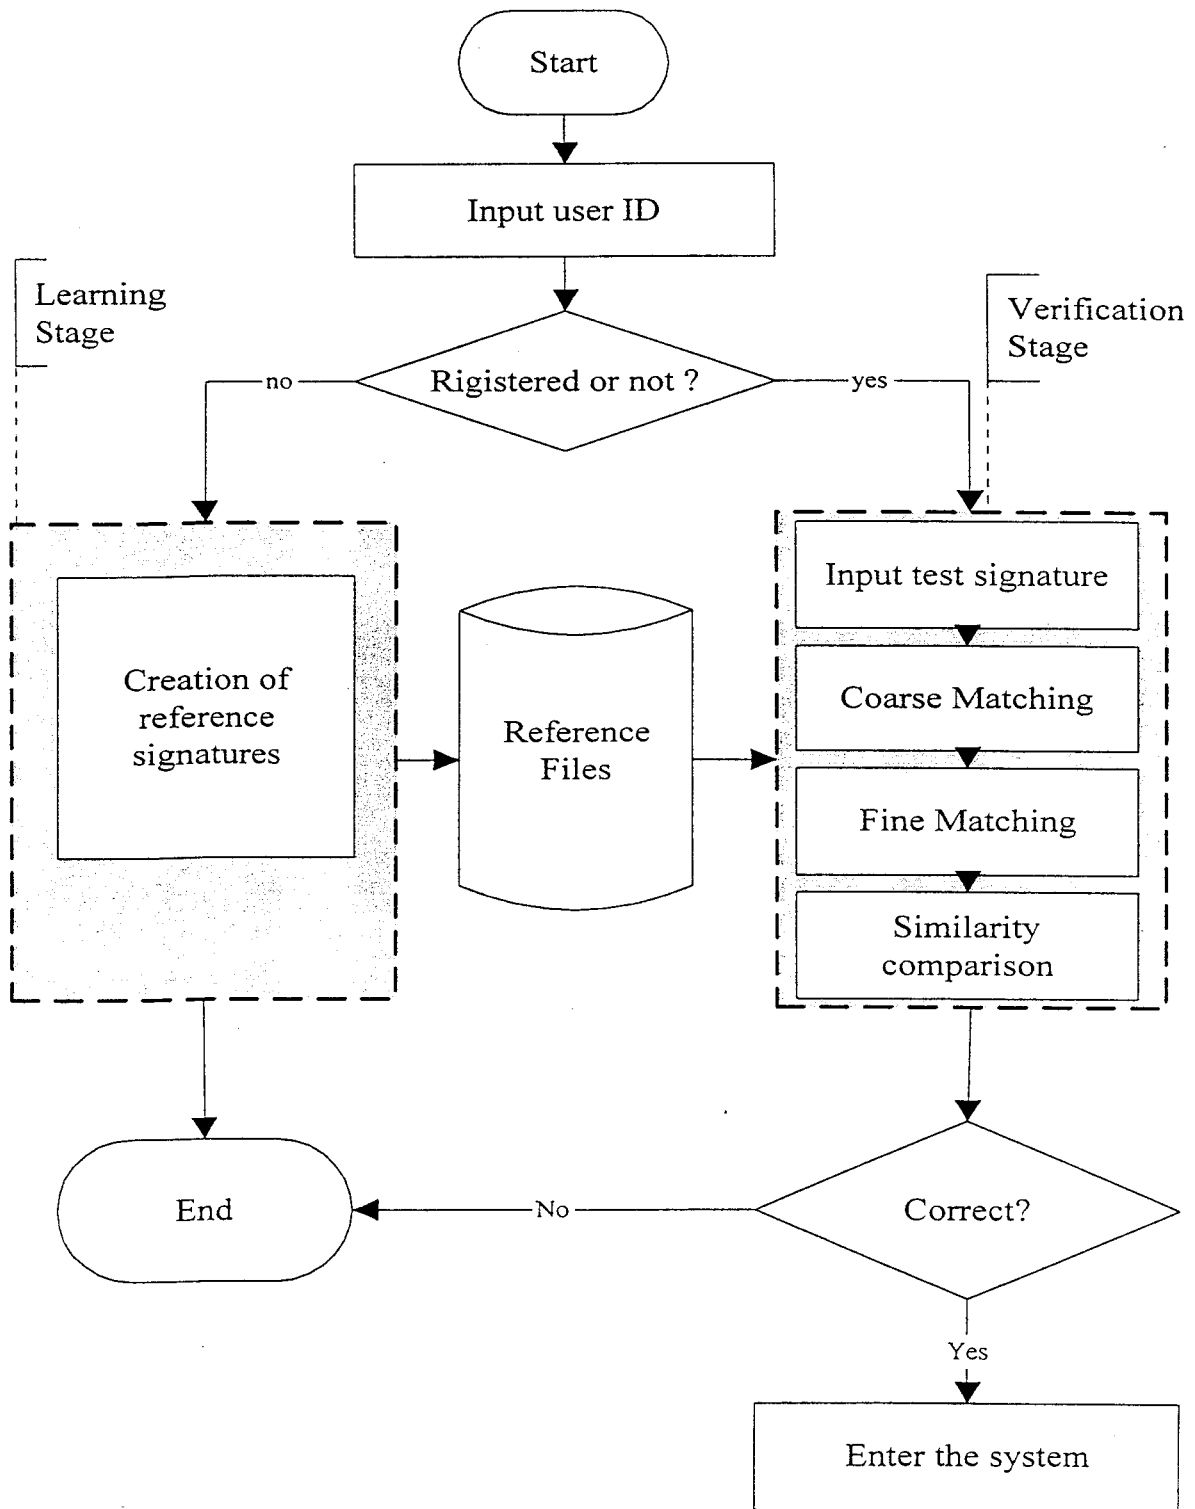 Start
Input user ID
Learning
Stage
Verification
Stage
no
Rigistered or not ?
yes
Creation of
reference
signatures
Reference
Files
Input test signature
Coarse Matching
Fine Matching
Similarity
comparison
End
No
Correct?
Yes
Enter the system